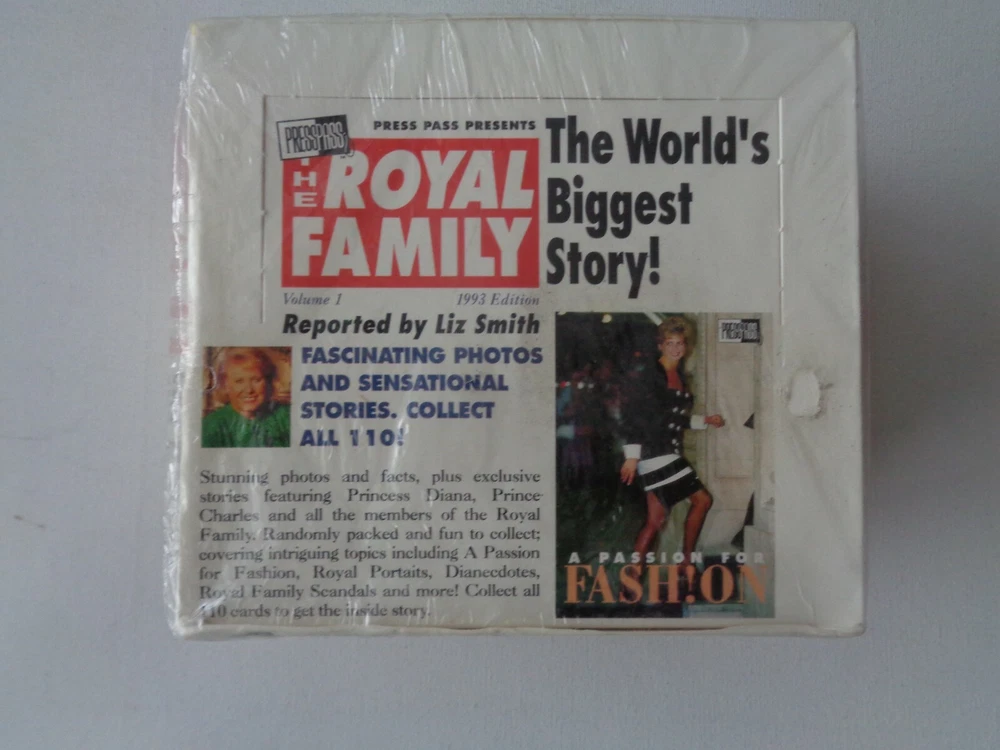 PRESS PASS
PRESS PASS PRESENTS
THE ROYAL
FAMILY
Volume 1 1993 Edition
Reported by Liz Smith
The World's
Biggest
Story!
FASCINATING PHOTOS
AND SENSATIONAL
STORIES. COLLECT
ALL 110!
Stunning photos and facts, plus exclusive
stories featuring Princess Diana, Prince
Charles and all the members of the Royal
Family. Randomly packed and fun to collect;
covering intriguing topics including A Passion
for Fashion, Royal Portaits, Dianecdotes,
Royal Family Scandals and more! Collect all
110 cards to get the inside story.
PRESS PASS
A PASSION FOR
FASH!ON